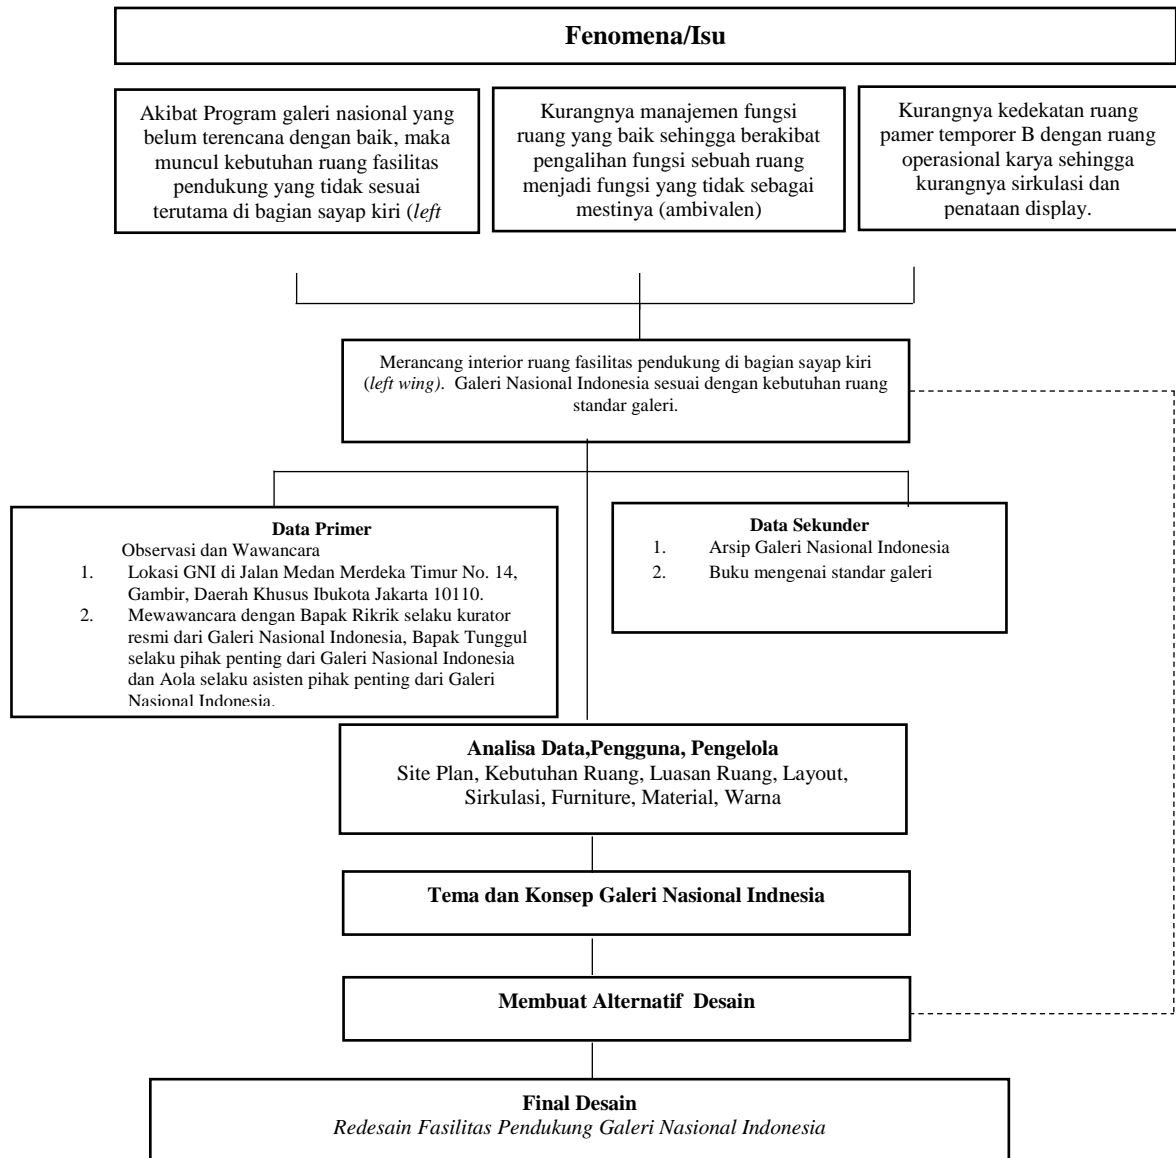 Fenomena/Isu
Akibat Program galeri nasional yang
belum terencana dengan baik, maka
muncul kebutuhan ruang fasilitas
pendukung yang tidak sesuai
terutama di bagian sayap kiri (left
Kurangnya manajemen fungsi
ruang yang baik sehingga berakibat
pengalihan fungsi sebuah ruang
menjadi fungsi yang tidak sebagai
mestinya (ambivalen)
Kurangnya kedekatan ruang
pamer temporer B dengan ruang
operasional karya sehingga
kurangnya sirkulasi dan
penataan display.
Merancang interior ruang fasilitas pendukung di bagian sayap kiri
(left wing). Galeri Nasional Indonesia sesuai dengan kebutuhan ruang
standar galeri.
Data Primer
Observasi dan Wawancara
1. Lokasi GNI di Jalan Medan Merdeka Timur No. 14,
Gambir, Daerah Khusus Ibukota Jakarta 10110.
2. Mewawancara dengan Bapak Rikrik selaku kurator
resmi dari Galeri Nasional Indonesia, Bapak Tunggul
selaku pihak penting dari Galeri Nasional Indonesia
dan Aola selaku asisten pihak penting dari Galeri
Nasional Indonesia.
Data Sekunder
1. Arsip Galeri Nasional Indonesia
2. Buku mengenai standar galeri
Analisa Data,Pengguna, Pengelola
Site Plan, Kebutuhan Ruang, Luasan Ruang, Layout,
Sirkulasi, Furniture, Material, Warna
Tema dan Konsep Galeri Nasional Indnesia
Membuat Alternatif Desain
Final Desain
Redesain Fasilitas Pendukung Galeri Nasional Indonesia